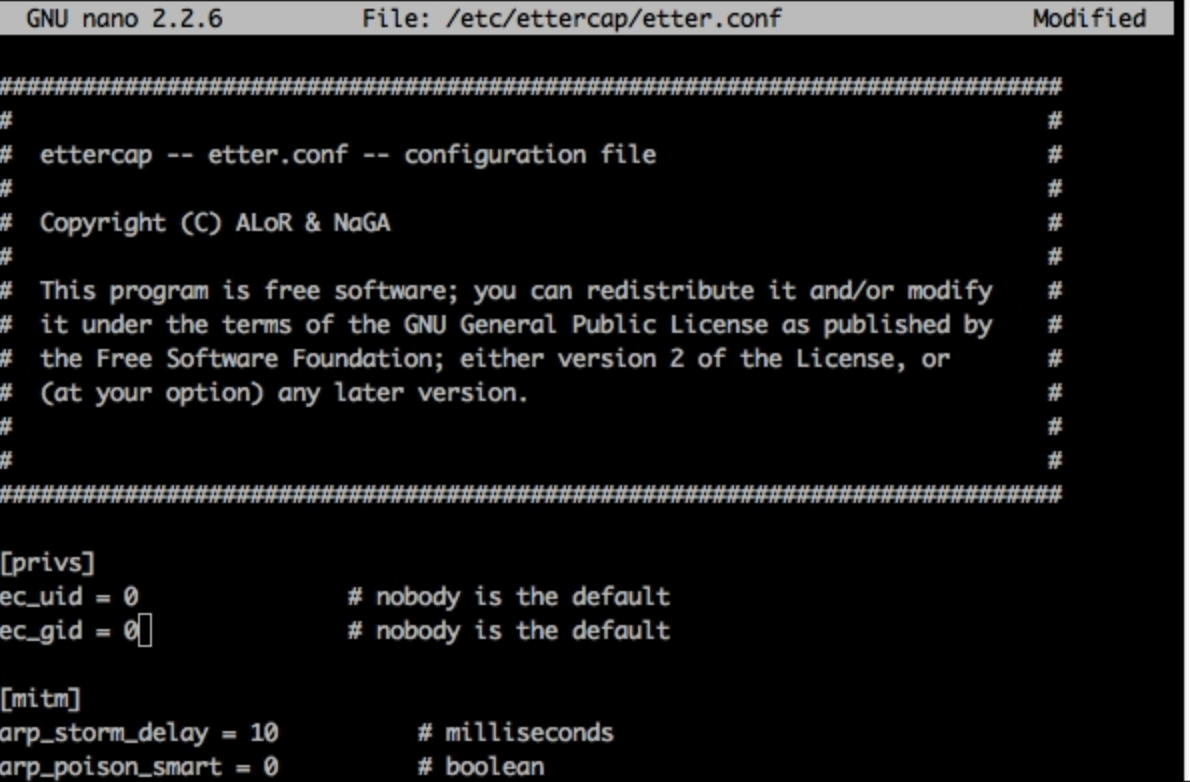 GNU nano 2.2.6 File: /etc/ettercap/etter.conf Modified
############################################################################
# #
# ettercap -- etter.conf -- configuration file #
# #
# Copyright (C) ALoR & NaGA #
# #
# This program is free software; you can redistribute it and/or modify #
# it under the terms of the GNU General Public License as published by #
# the Free Software Foundation; either version 2 of the License, or #
# (at your option) any later version. #
# #
# #
############################################################################
[privs]
ec_uid = 0 # nobody is the default
ec_gid = 0 # nobody is the default
[mitm]
arp_storm_delay = 10 # milliseconds
arp_poison_smart = 0 # boolean